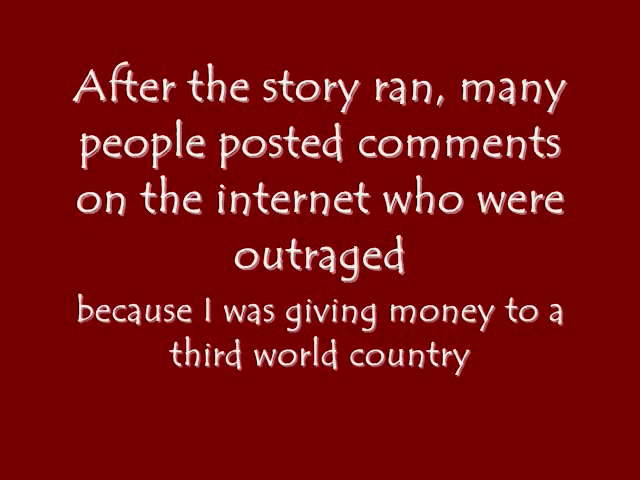 After the story ran, many
people posted comments
on the internet who were
outraged
because I was giving money to a
third world country